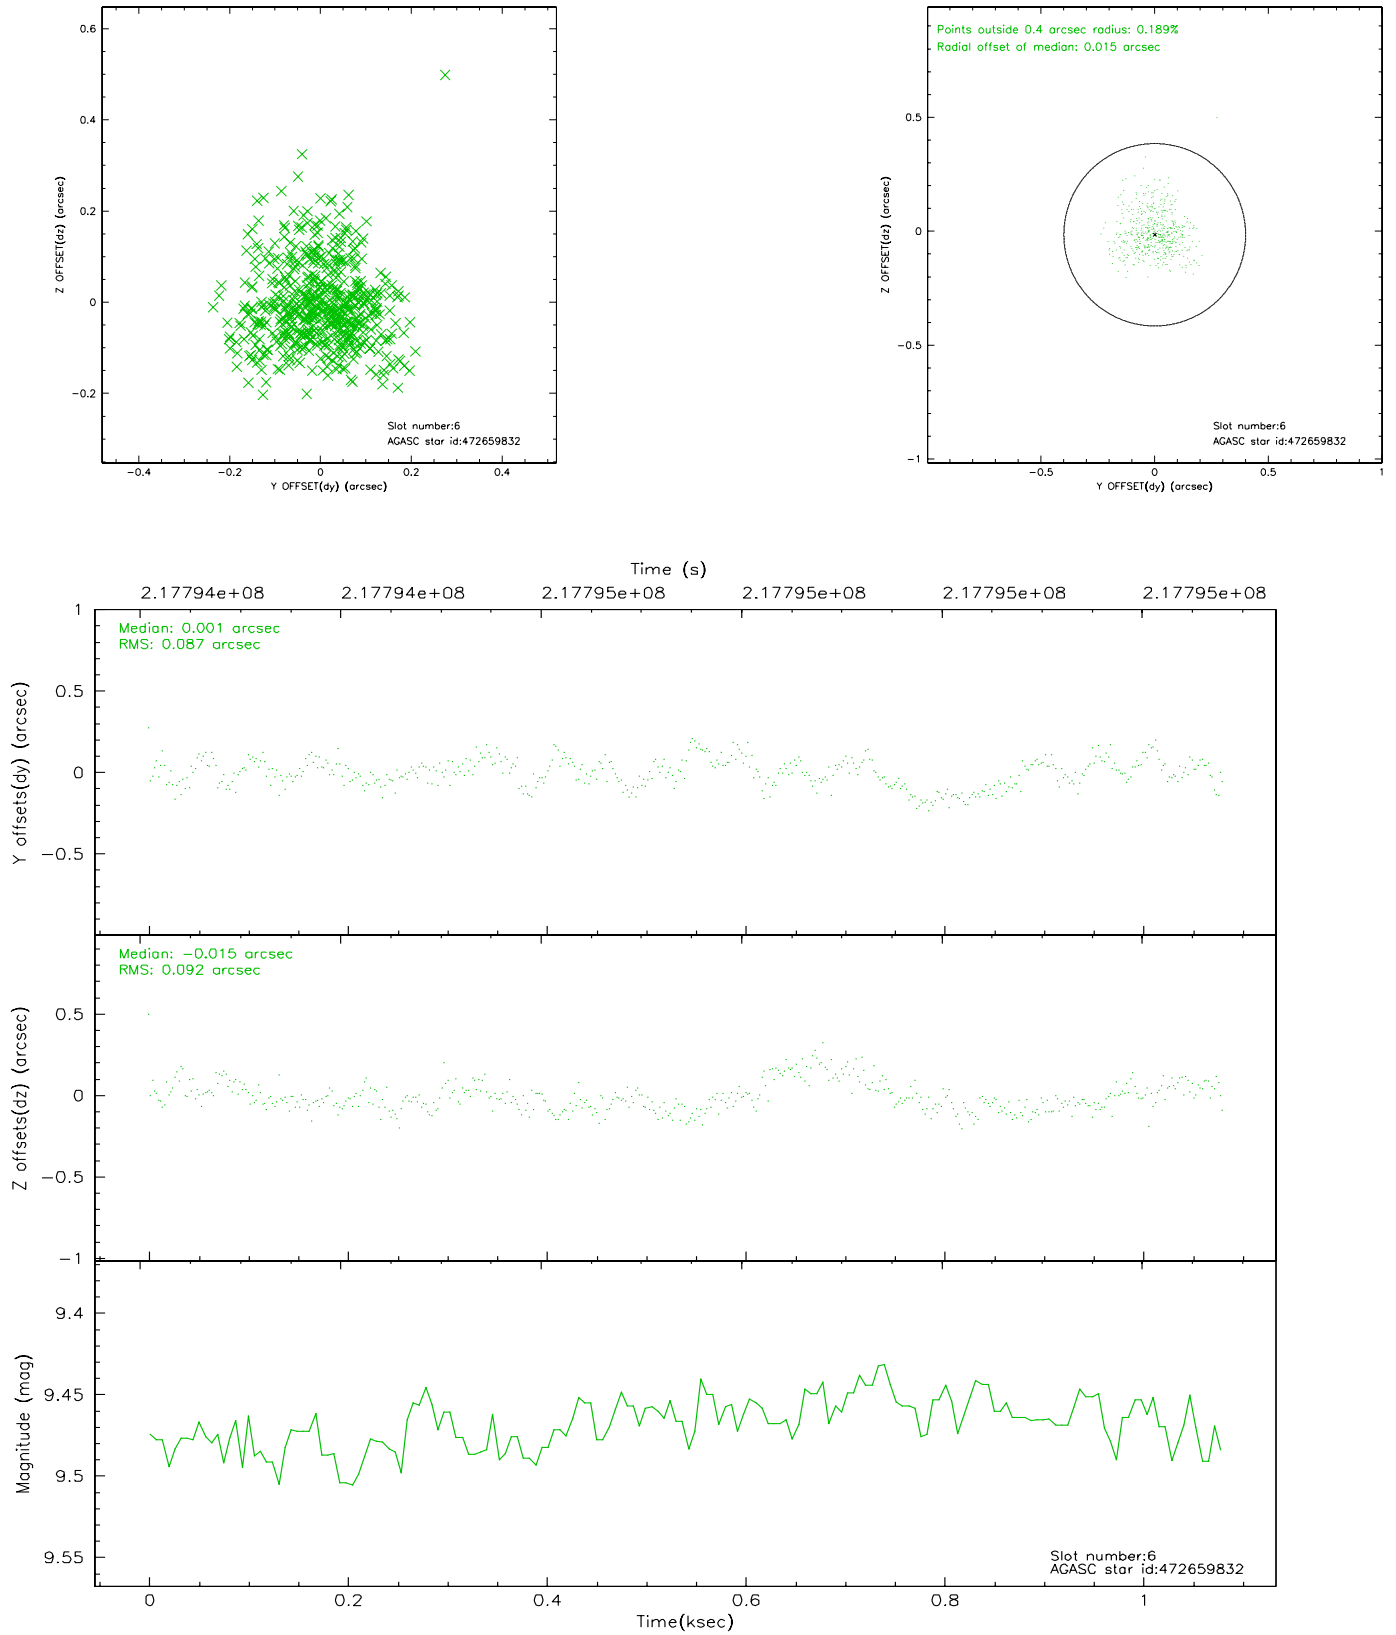 0.6
0.4
0.2
0
−0.2
Z OFFSET(dz) (arcsec)
Slot number:6
AGASC star id:472659832
−0.4 −0.2 0 0.2 0.4
Y OFFSET(dy) (arcsec)
Points outside 0.4 arcsec radius: 0.189%
Radial offset of median: 0.015 arcsec
0.5
0
−0.5
−1
Z OFFSET(dz) (arcsec)
Slot number:6
AGASC star id:472659832
−0.5 0 0.5 1
Y OFFSET(dy) (arcsec)
Time (s)
2.17794e+08 2.17794e+08 2.17795e+08 2.17795e+08 2.17795e+08 2.17795e+08
Median: 0.001 arcsec
RMS: 0.087 arcsec
1
0.5
0
−0.5
Y offsets(dy) (arcsec)
Median: −0.015 arcsec
RMS: 0.092 arcsec
0.5
0
−0.5
−1
Z offsets(dz) (arcsec)
9.4
9.45
9.5
9.55
Magnitude (mag)
Slot number:6
AGASC star id:472659832
0 0.2 0.4 0.6 0.8 1
Time(ksec)